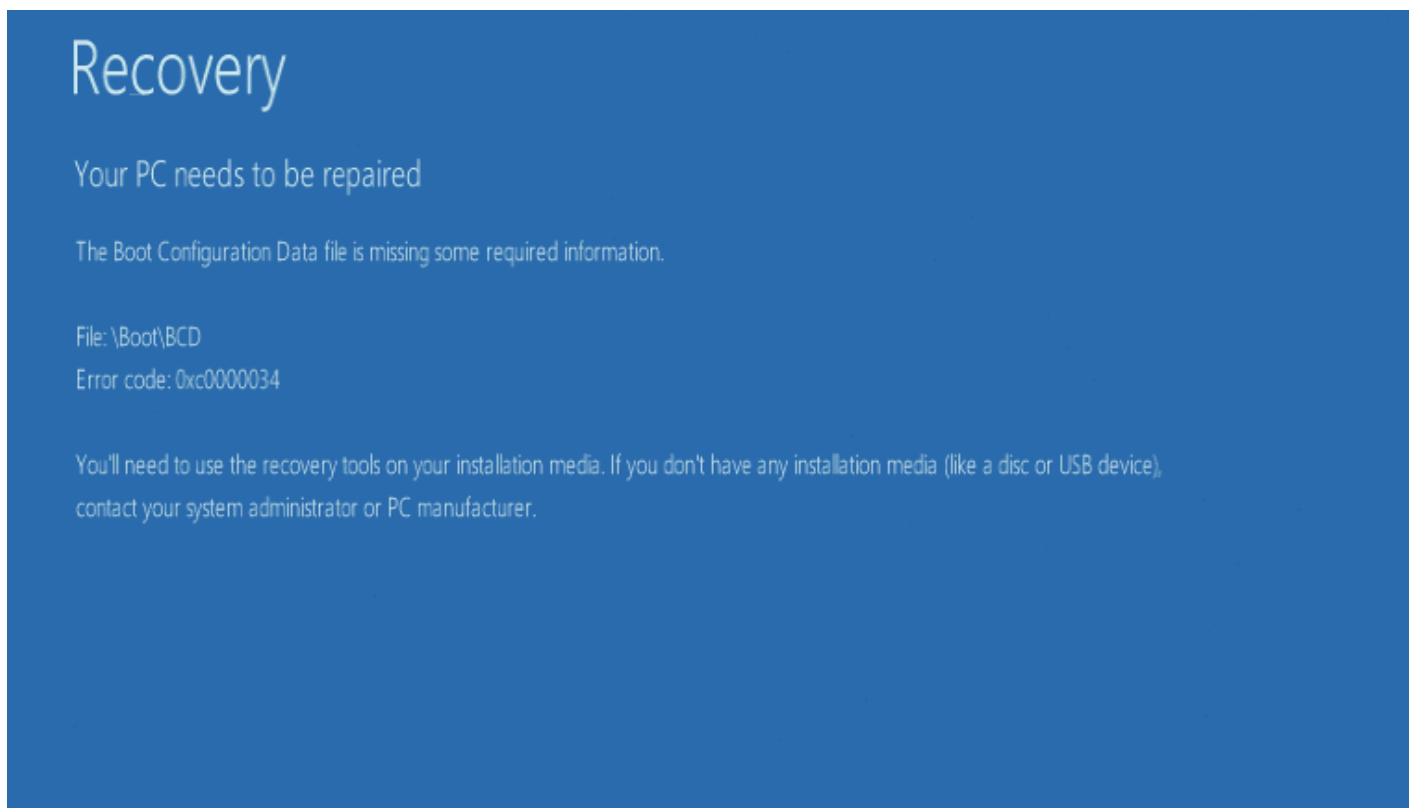 Recovery
Your PC needs to be repaired
The Boot Configuration Data file is missing some required information.
File: \Boot\BCD
Error code: 0xc0000034
You'll need to use the recovery tools on your installation media. If you don't have any installation media (like a disc or USB device),
contact your system administrator or PC manufacturer.